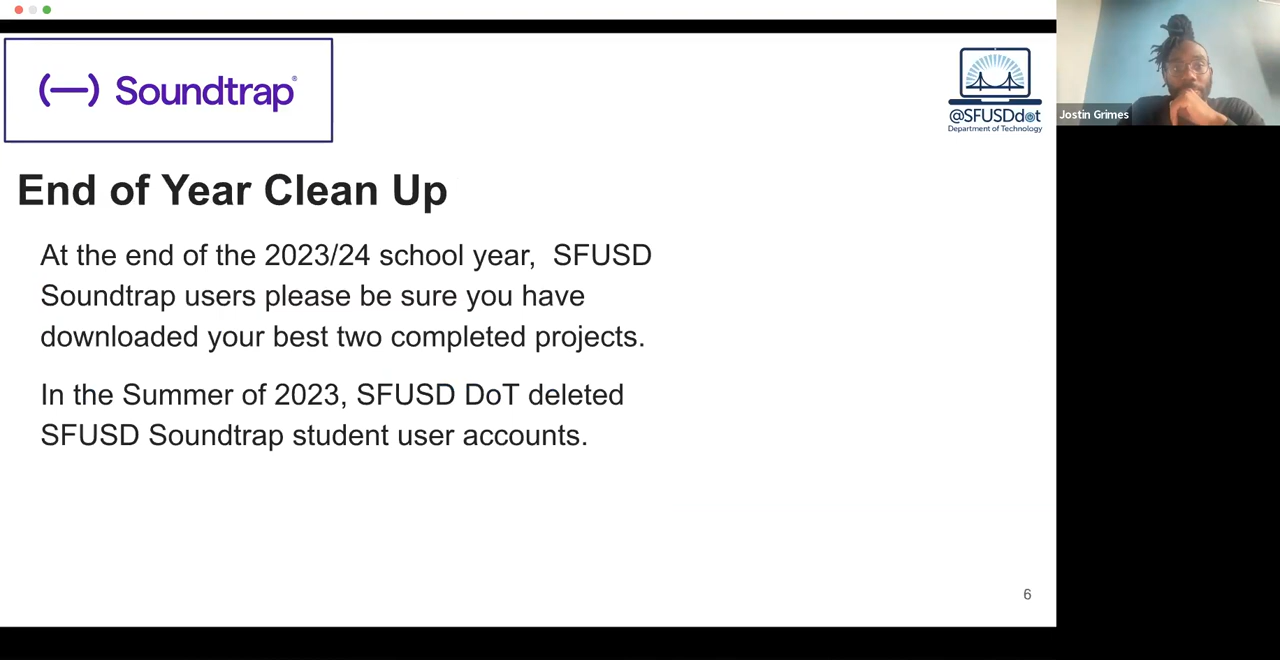 Soundtrap®
@SFUSDdot
Department of Technology
Jostin Grimes
End of Year Clean Up
At the end of the 2023/24 school year,  SFUSD
Soundtrap users please be sure you have
downloaded your best two completed projects.
In the Summer of 2023, SFUSD DoT deleted
SFUSD Soundtrap student user accounts.
6